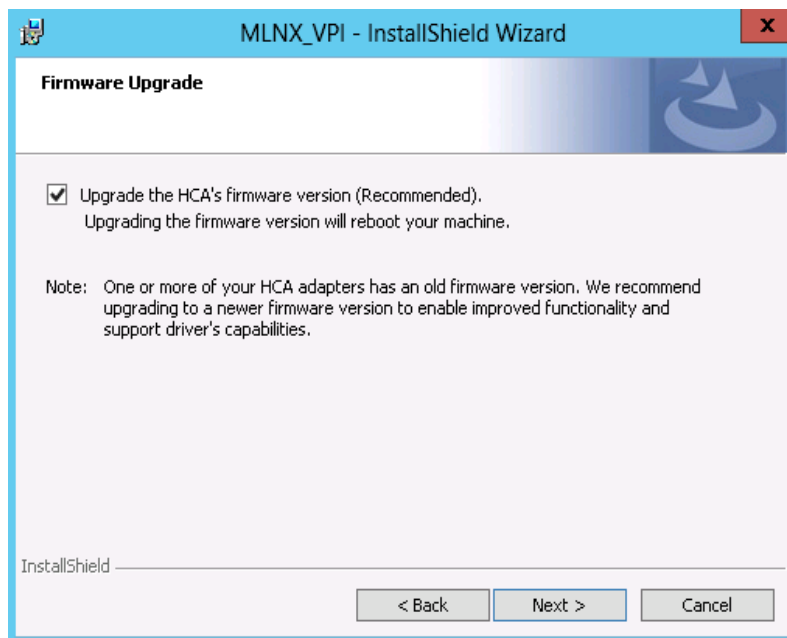 MLNX_VPI - InstallShield Wizard
x
Firmware Upgrade
Upgrade the HCA's firmware version (Recommended).
Upgrading the firmware version will reboot your machine.
Note: One or more of your HCA adapters has an old firmware version. We recommend
upgrading to a newer firmware version to enable improved functionality and
support driver's capabilities.
InstallShield
< Back Next > Cancel